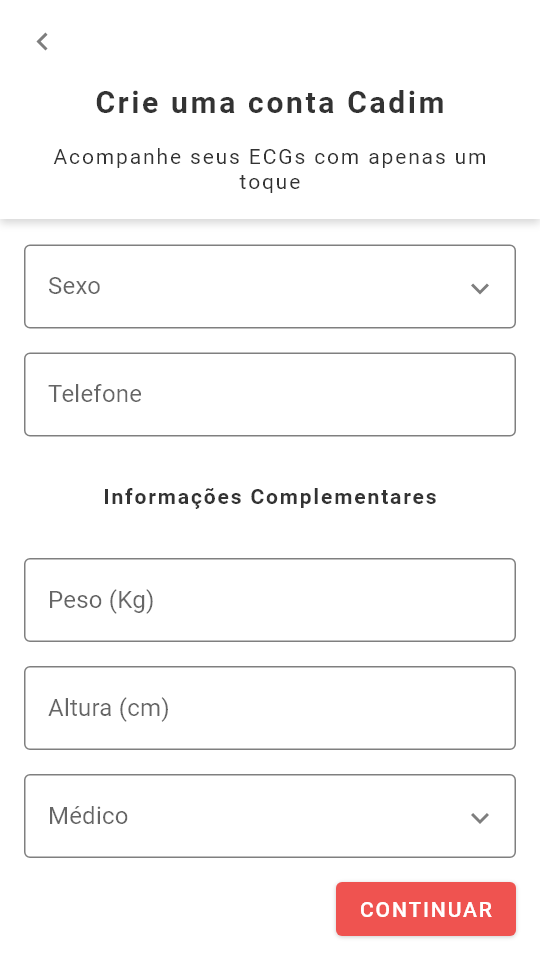 Crie uma conta Cadim
Acompanhe seus ECGs com apenas um
toque
Sexo
Telefone
Informações Complementares
Peso (Kg)
Altura (cm)
Médico
CONTINUAR